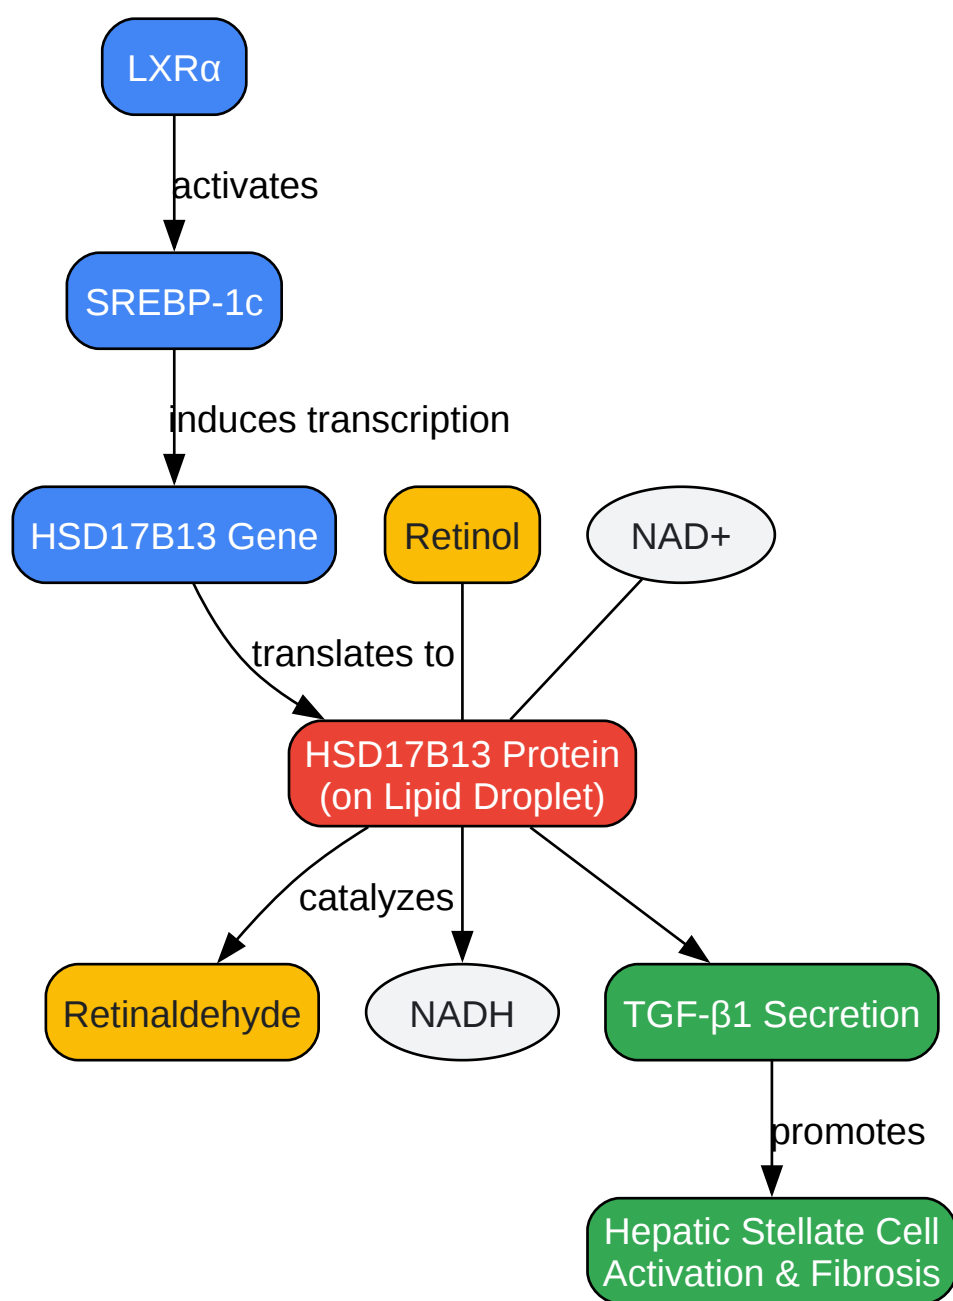 LXRα
activates
SREBP-1c
induces transcription
HSD17B13 Gene
Retinol
NAD+
translates to
HSD17B13 Protein
(on Lipid Droplet)
catalyzes
Retinaldehyde
NADH
TGF-β1 Secretion
promotes
Hepatic Stellate Cell
Activation & Fibrosis